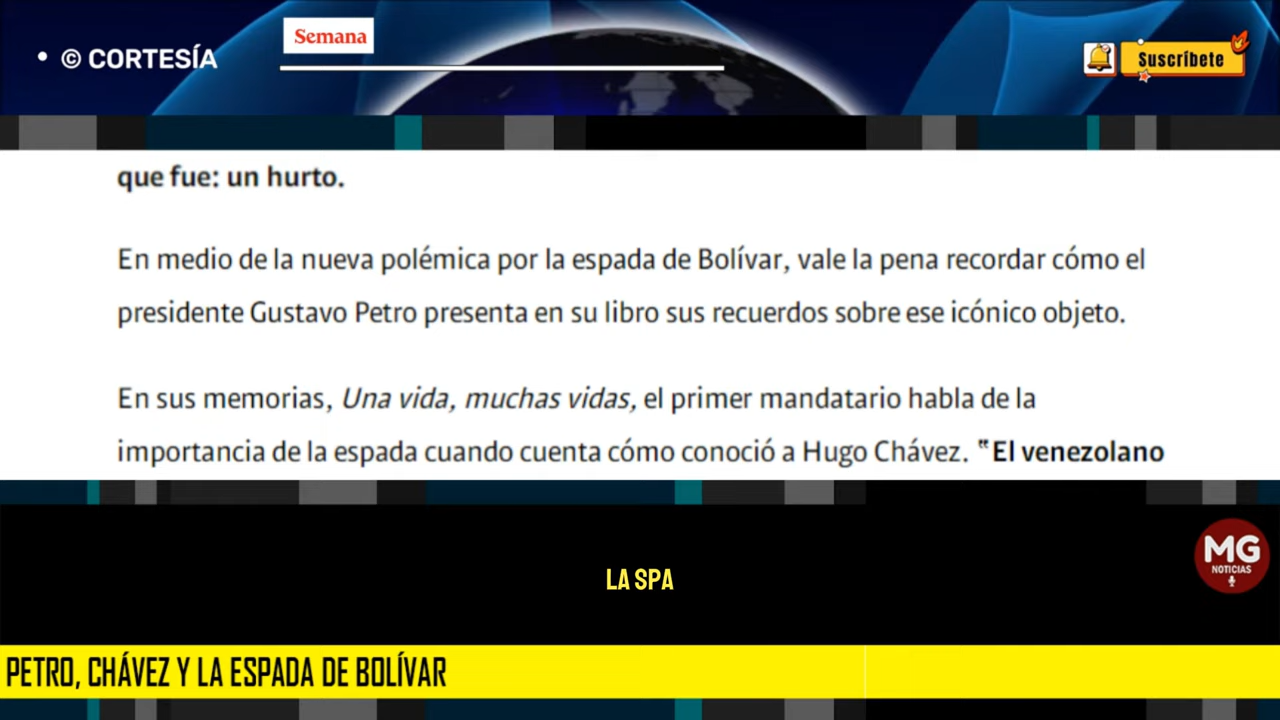 • © CORTESÍA
Semana
Suscríbete
que fue: un hurto.
En medio de la nueva polémica por la espada de Bolívar, vale la pena recordar cómo el
presidente Gustavo Petro presenta en su libro sus recuerdos sobre ese icónico objeto.
En sus memorias, Una vida, muchas vidas, el primer mandatario habla de la
importancia de la espada cuando cuenta cómo conoció a Hugo Chávez. “El venezolano
MG
NOTICIAS
LA SPA
PETRO, CHÁVEZ Y LA ESPADA DE BOLÍVAR